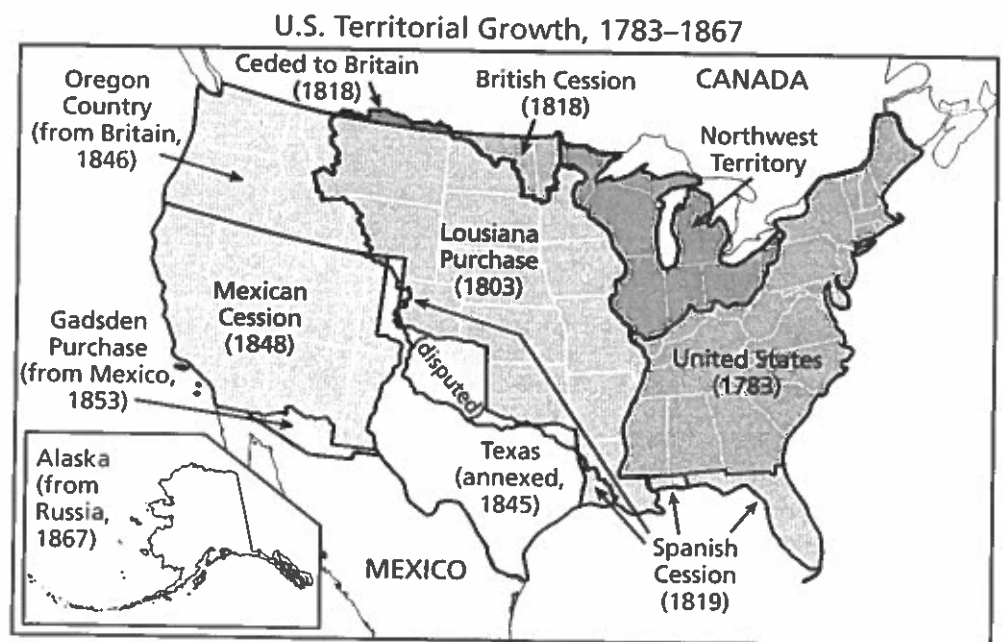 U.S. Territorial Growth, 1783–1867
Oregon
Country
(from Britain,
1846)
Ceded to Britain
(1818)
British Cession
(1818)
CANADA
Northwest
Territory
Lousiana
Purchase
(1803)
Mexican
Cession
(1848)
Gadsden
Purchase
(from Mexico,
1853)
disputed
United States
(1783)
Texas
(annexed,
1845)
Alaska
(from
Russia,
1867)
MEXICO
Spanish
Cession
(1819)